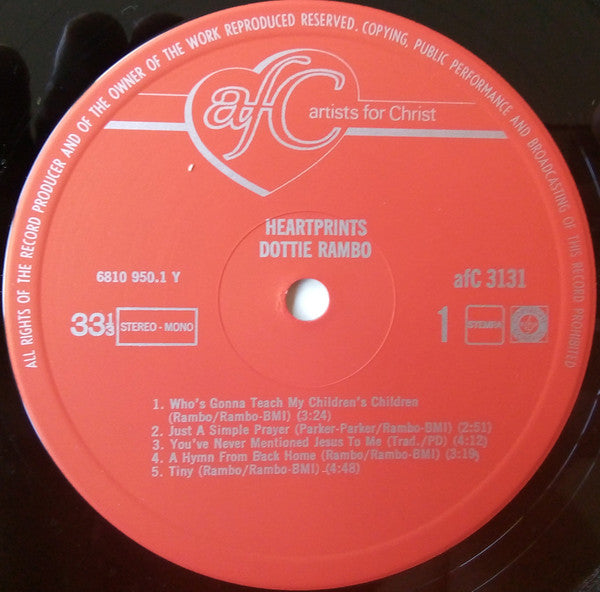 ALL RIGHTS OF THE RECORD PRODUCER AND OF THE OWNER OF THE WORK REPRODUCED RESERVED. COPYING, PUBLIC PERFORMANCE AND BROADCASTING OF THIS RECORD PROHIBITED
afC artists for Christ
HEARTPRINTS
DOTTIE RAMBO
6810 950.1 Y
afC 3131
33⅓ STEREO - MONO
1 STEMRA
1. Who's Gonna Teach My Children's Children
(Rambo/Rambo-BMI) (3:24)
2. Just A Simple Prayer (Parker-Parker/Rambo-BMI) (2:51)
3. You've Never Mentioned Jesus To Me (Trad./PD) (4:12)
4. A Hymn From Back Home (Rambo/Rambo-BMI) (3:19)
5. Tiny (Rambo/Rambo-BMI) (4:48)